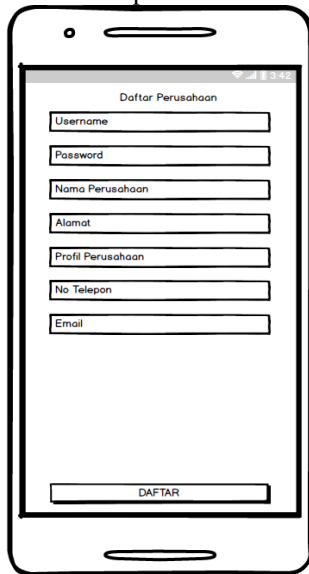 3:42
Daftar Perusahaan
Username
Password
Nama Perusahaan
Alamat
Profil Perusahaan
No Telepon
Email
DAFTAR